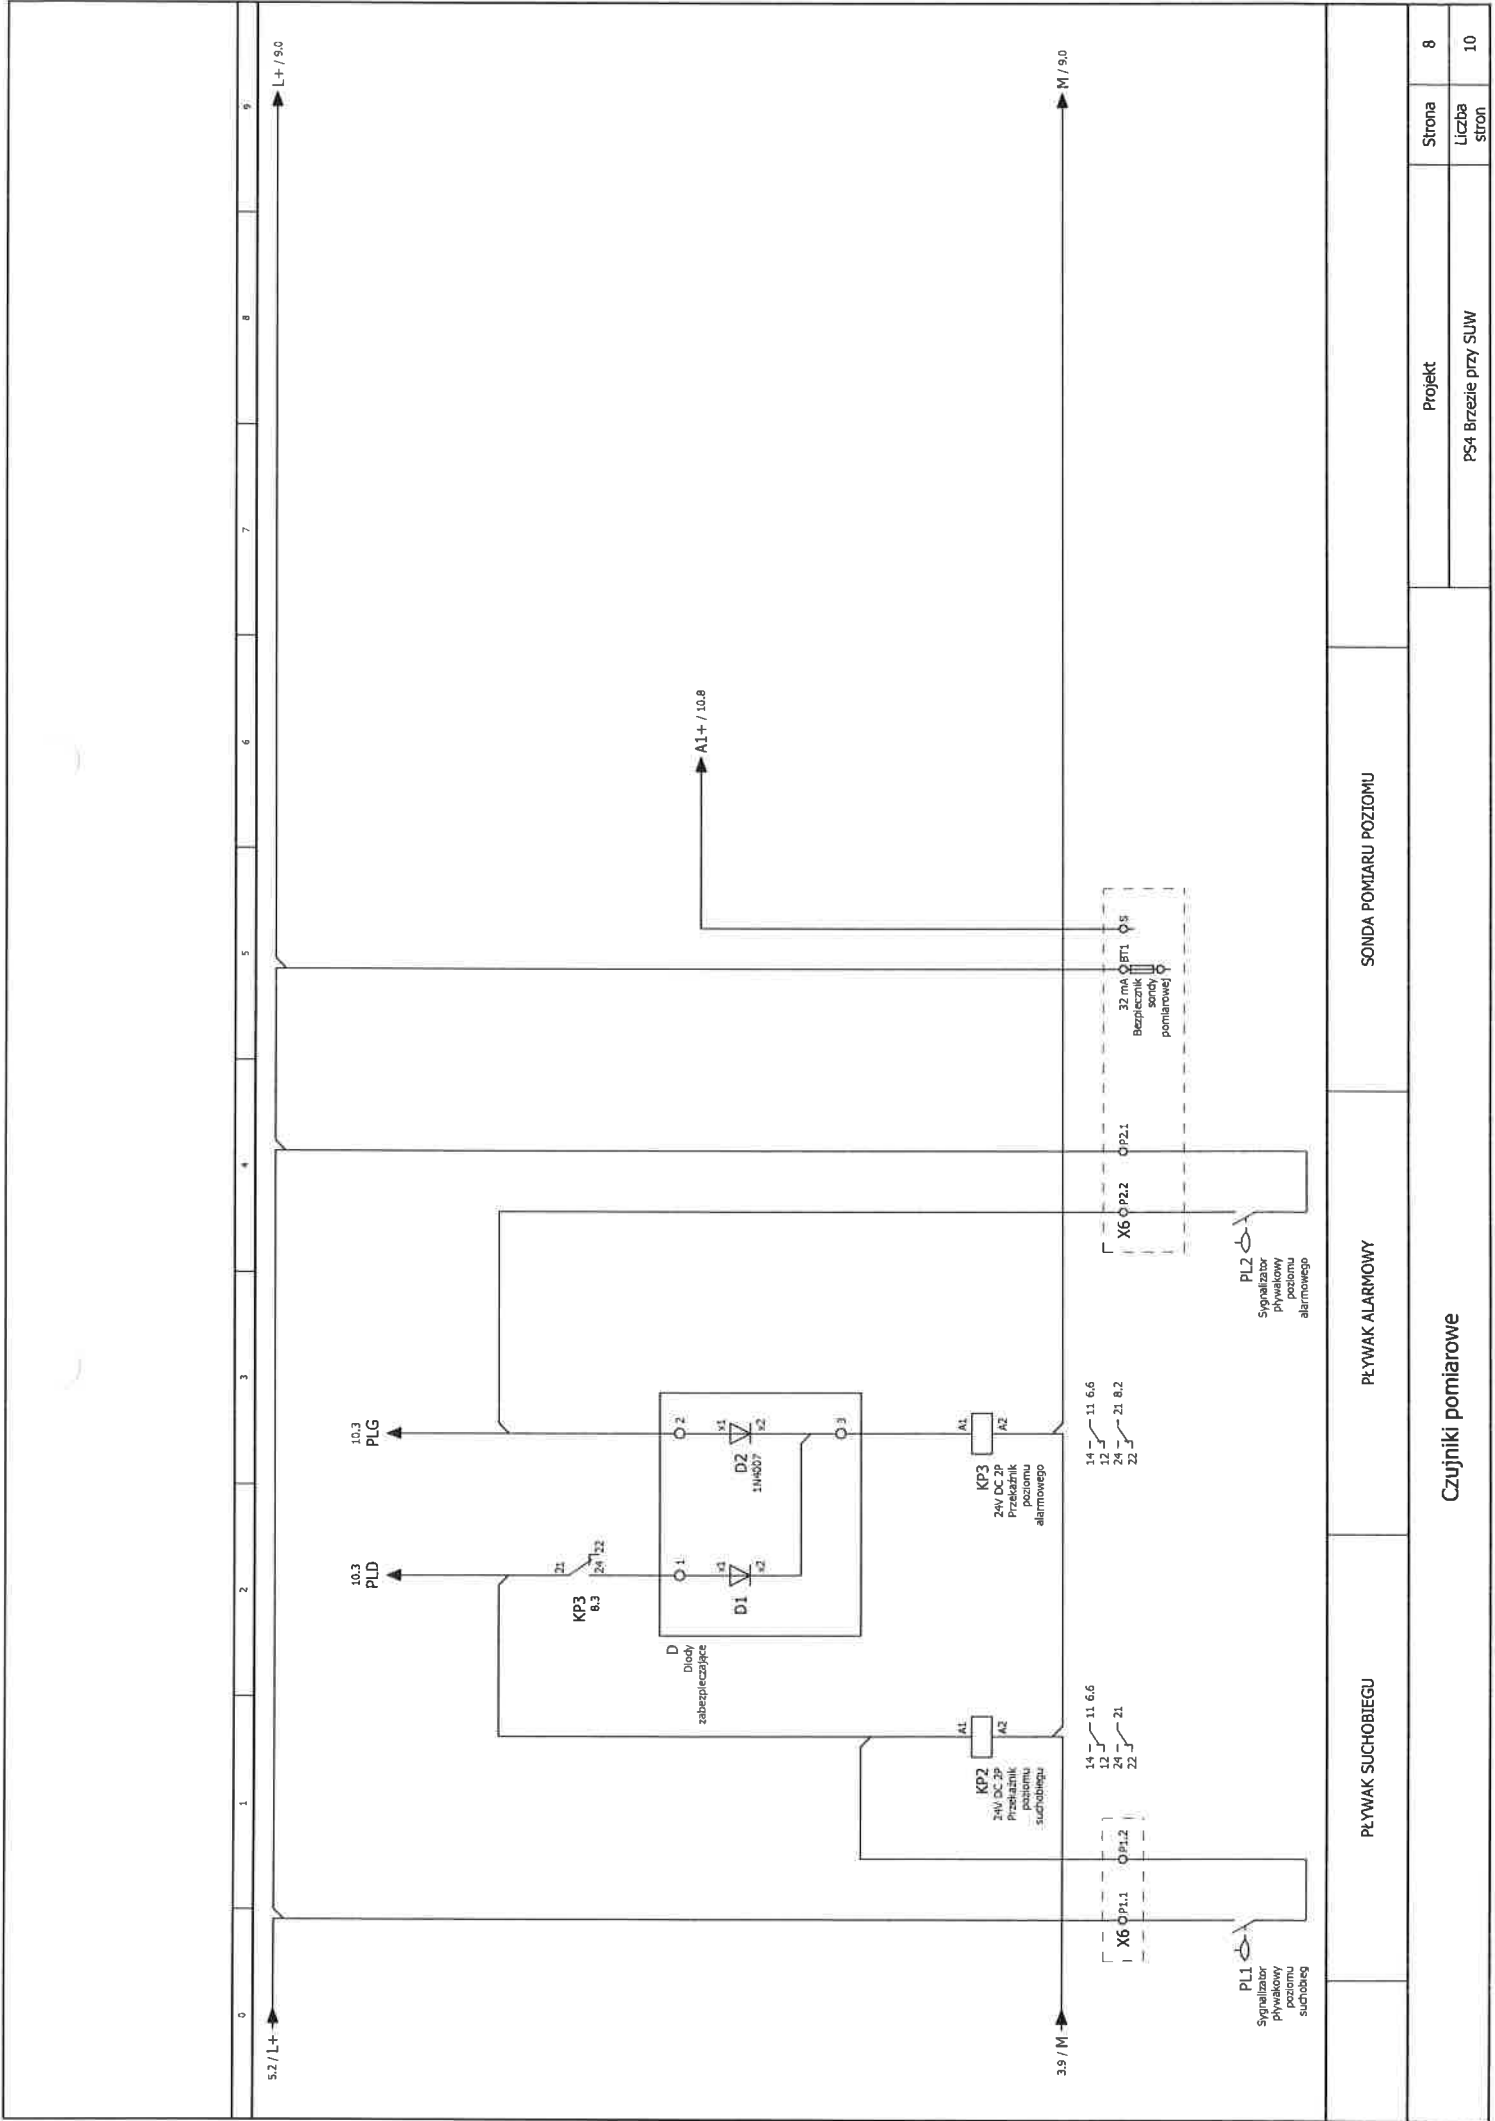 0 1 2 3 4 5 6 7 8 9
5.2 / L+
L+ / 9.0
10.3
PLD
10.3
PLG
KP3
8.3
21
24 22
D
Diody
zabezpieczające
1
2
D1
x1
x2
D2
1N4007
x1
x2
3
A1+ / 10.8
KP2
24V DC 2P
Przekaźnik
poziomu
suchobiegu
A1
A2
KP3
24V DC 2P
Przekaźnik
poziomu
alarmowego
A1
A2
3.9 / M
M / 9.0
14 11 6.6
12
24 21
22
14 11 6.6
12
24 21 8.2
22
X6 P1.1 P1.2
X6 P2.2 P2.1
32 mA BT1 S
Bezpiecznik
sondy
pomiarowej
PL1
Sygnalizator
pływakowy
poziomu
suchobieg
PL2
Sygnalizator
pływakowy
poziomu
alarmowego
PŁYWAK SUCHOBIEGU
PŁYWAK ALARMOWY
SONDA POMIARU POZIOMU
Czujniki pomiarowe
Projekt
Strona 8
PS4 Brzezie przy SUW
Liczba
stron
10